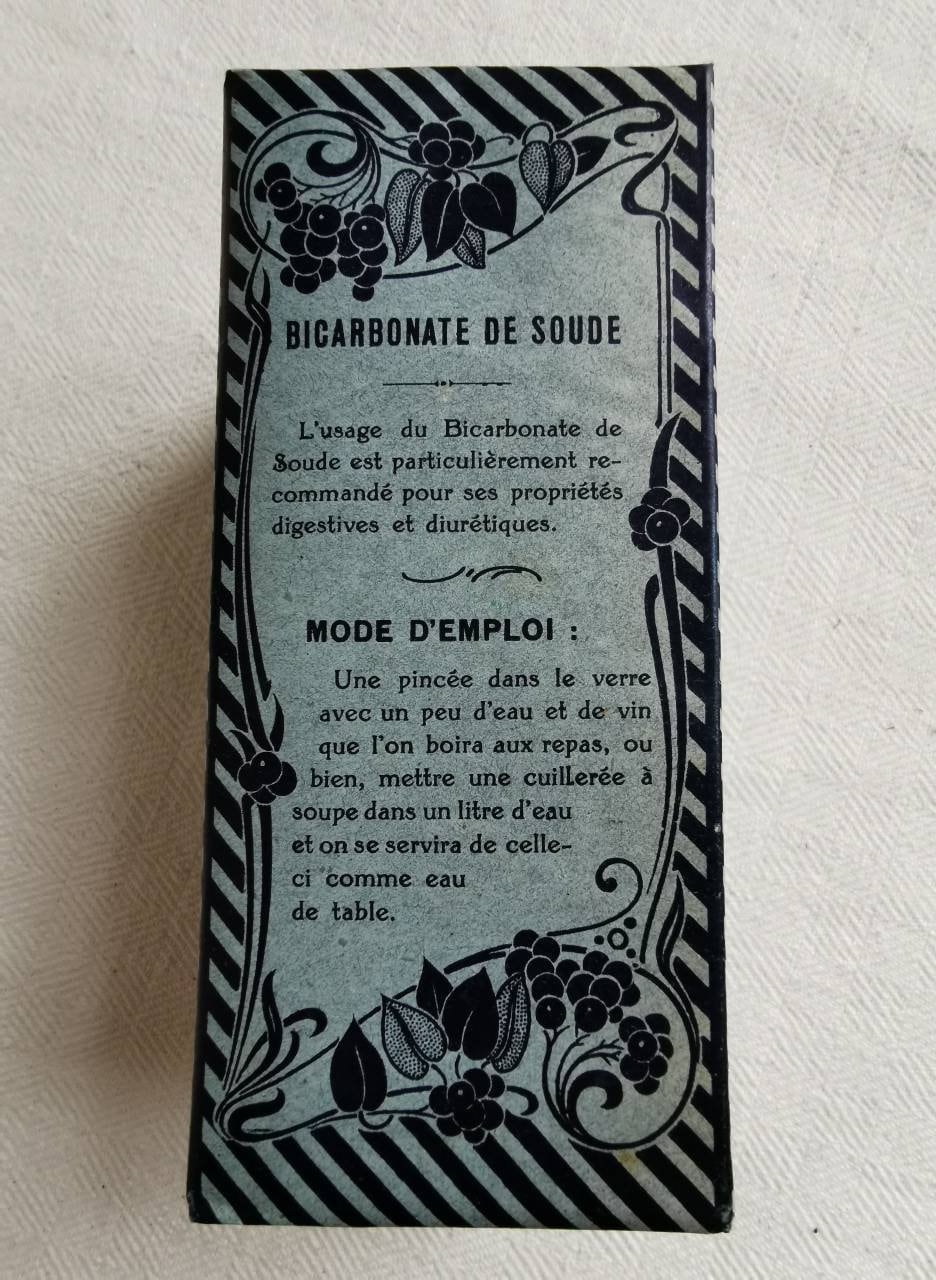 BICARBONATE DE SOUDE
L'usage du Bicarbonate de
Soude est particulièrement re-
commandé pour ses propriétés
digestives et diurétiques.
MODE D'EMPLOI :
Une pincée dans le verre
avec un peu d'eau et de vin
que l'on boira aux repas, ou
bien, mettre une cuillerée à
soupe dans un litre d'eau
et on se servira de celle-
ci comme eau
de table.